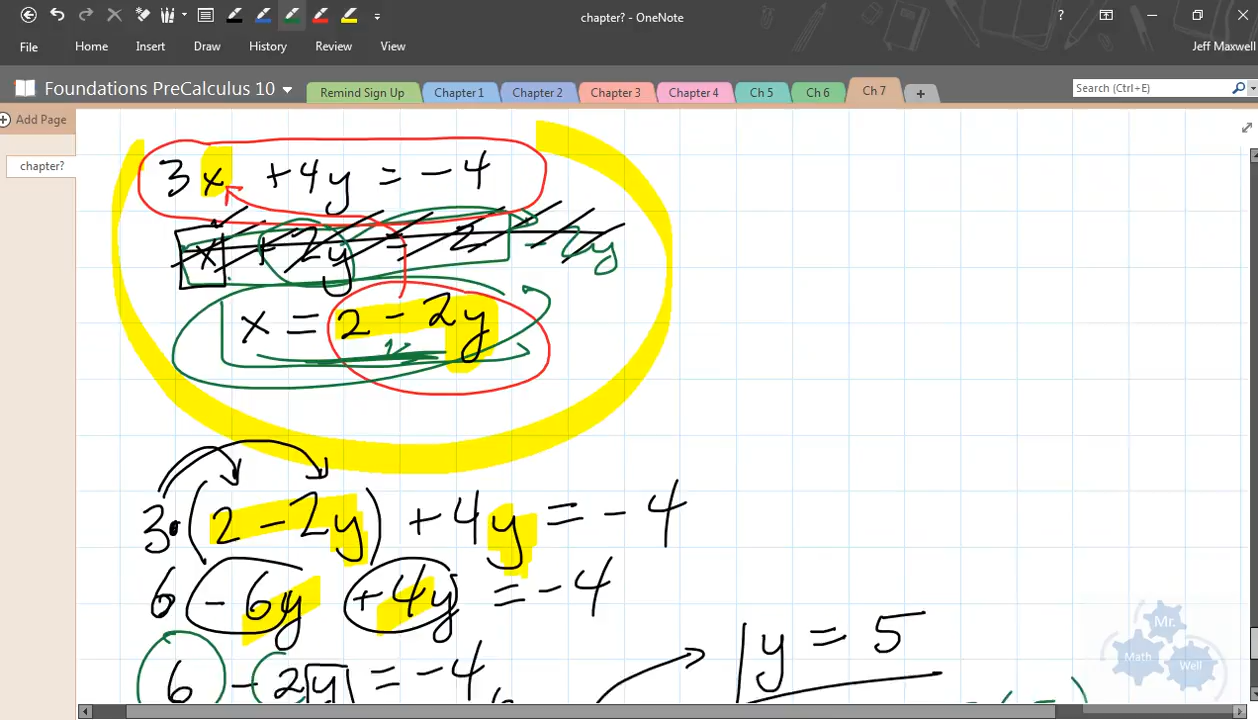 chapter? - OneNote
?
File
Home
Insert
Draw
History
Review
View
Jeff Maxwell
Foundations PreCalculus 10
Remind Sign Up
Chapter 1
Chapter 2
Chapter 3
Chapter 4
Ch 5
Ch 6
Ch 7
Search (Ctrl+E)
Add Page
chapter?
3x + 4y = -4
x + 2y = 2 - 2y
x = 2 - 2y
3·(2 - 2y) + 4y = -4
6 - 6y + 4y = -4
y = 5
6 - 2y = -4
Mr.
Math
Well